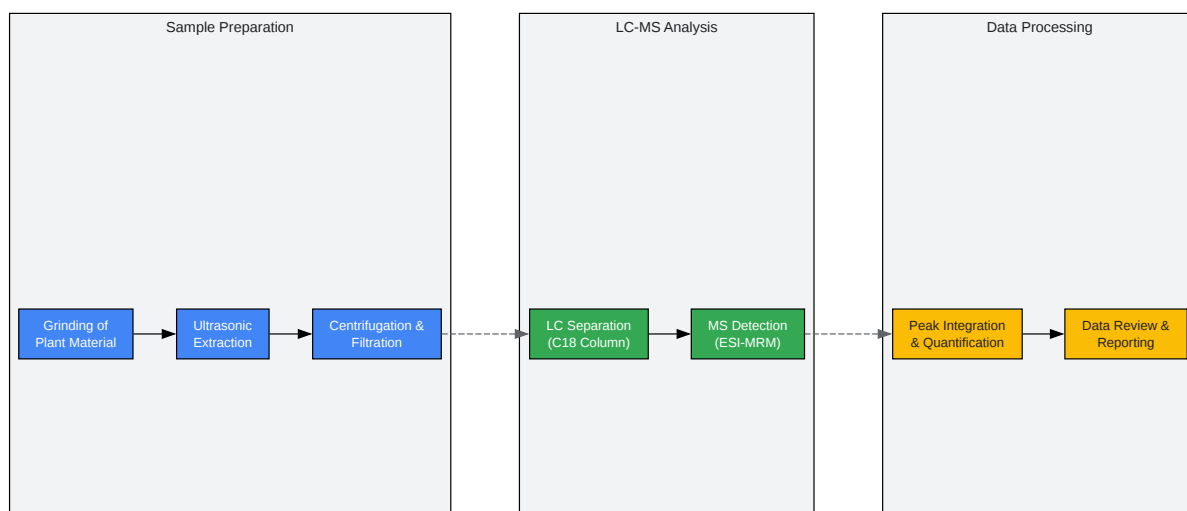 Sample Preparation
LC-MS Analysis
Data Processing
Grinding of
Plant Material
Ultrasonic
Extraction
Centrifugation &
Filtration
LC Separation
(C18 Column)
MS Detection
(ESI-MRM)
Peak Integration
& Quantification
Data Review &
Reporting